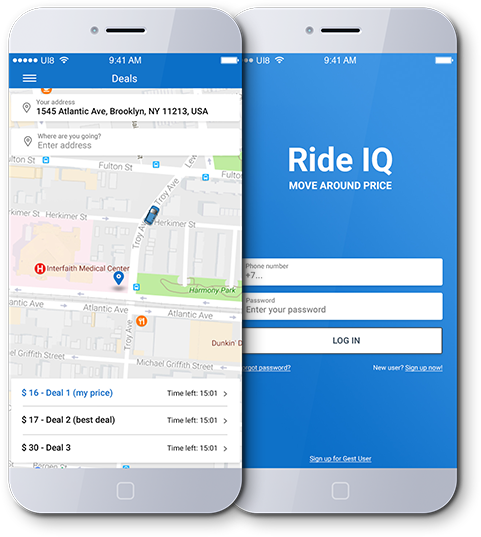 UI8 9:41 AM
Deals
Your address
1545 Atlantic Ave, Brooklyn, NY 11213, USA
Where are you going?
Enter address
Fulton St
Fulton St
Troy Ave
Herkimer St
Herkimer St
Troy Ave
H Interfaith Medical Center
Harmony Park
Atlantic Ave
Atlantic Ave
Atlantic Ave
Troy Ave
Dunkin' D
Michael Griffith Street
Michael Griffith Street
$ 16 - Deal 1 (my price) Time left: 15:01
$ 17 - Deal 2 (best deal) Time left: 15:01
$ 30 - Deal 3 Time left: 15:01
UI8 9:41 AM
Ride IQ
MOVE AROUND PRICE
Phone number
+7...
Password
Enter your password
LOG IN
orgot password? New user? Sign up now!
Sign up for Gest User